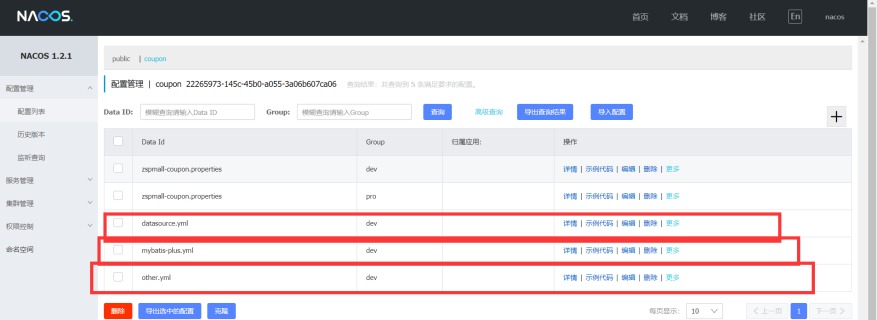 NACOS.
首页 文档 博客 社区 En nacos
NACOS 1.2.1
配置管理
配置列表
历史版本
监听查询
服务管理
集群管理
权限控制
命名空间
public | coupon
配置管理 | coupon 22265973-145c-45b0-a055-3a06b607ca06 查询结果:共查询到 5 条满足要求的配置。
Data ID: 模糊查询请输入Data ID Group: 模糊查询请输入Group 查询 高级查询 导出查询结果 导入配置 +
Data Id Group 归属应用: 操作
zspmall-coupon.properties dev 详情 | 示例代码 | 编辑 | 删除 | 更多
zspmall-coupon.properties pro 详情 | 示例代码 | 编辑 | 删除 | 更多
datasource.yml dev 详情 | 示例代码 | 编辑 | 删除 | 更多
mybatis-plus.yml dev 详情 | 示例代码 | 编辑 | 删除 | 更多
other.yml dev 详情 | 示例代码 | 编辑 | 删除 | 更多
删除 导出选中的配置 克隆 每页显示: 10 < 上一页 1 下一页 >